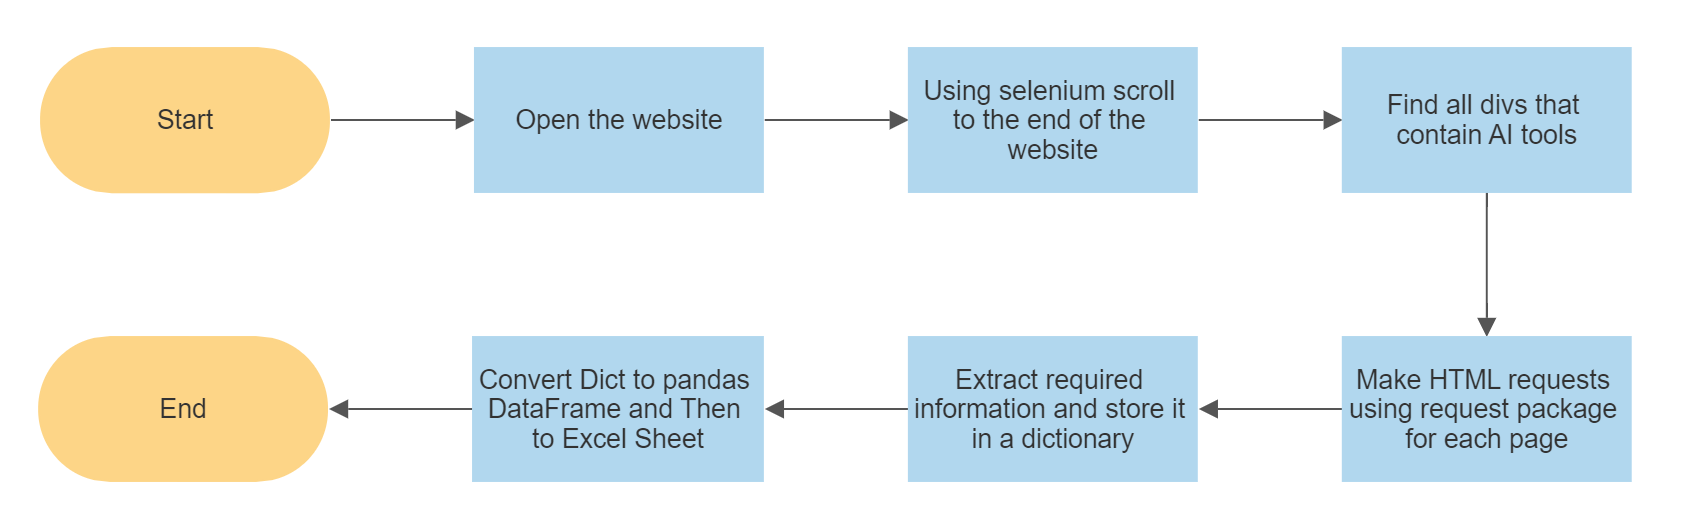 Start
Open the website
Using selenium scroll
to the end of the
website
Find all divs that
contain AI tools
Make HTML requests
using request package
for each page
Extract required
information and store it
in a dictionary
Convert Dict to pandas
DataFrame and Then
to Excel Sheet
End